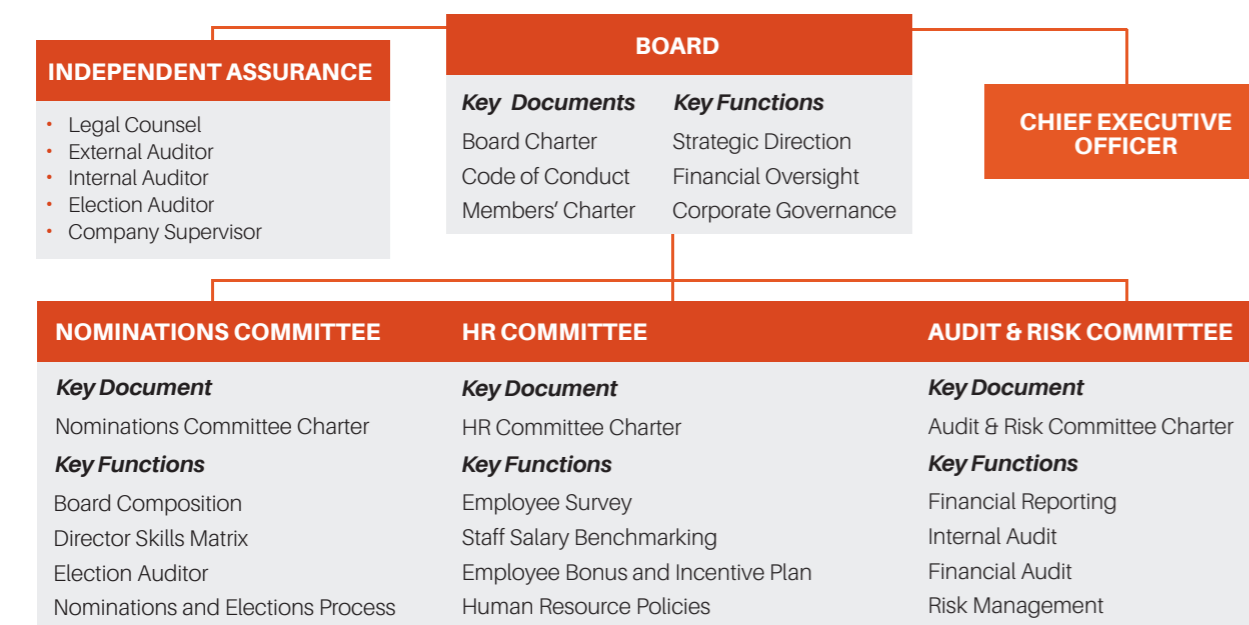 BOARD
INDEPENDENT ASSURANCE
• Legal Counsel
• External Auditor
• Internal Auditor
• Election Auditor
• Company Supervisor
Key Documents
Board Charter
Code of Conduct
Members’ Charter
Key Functions
Strategic Direction
Financial Oversight
Corporate Governance
CHIEF EXECUTIVE
OFFICER
NOMINATIONS COMMITTEE
Key Document
Nominations Committee Charter
Key Functions
Board Composition
Director Skills Matrix
Election Auditor
Nominations and Elections Process
HR COMMITTEE
Key Document
HR Committee Charter
Key Functions
Employee Survey
Staff Salary Benchmarking
Employee Bonus and Incentive Plan
Human Resource Policies
AUDIT & RISK COMMITTEE
Key Document
Audit & Risk Committee Charter
Key Functions
Financial Reporting
Internal Audit
Financial Audit
Risk Management